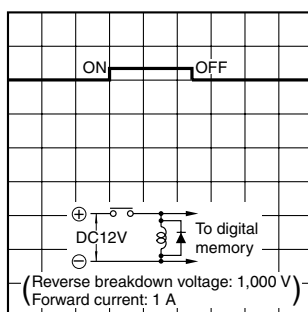 ON OFF
⊕
DC12V
⊖
To digital
memory
(Reverse breakdown voltage: 1,000 V
Forward current: 1 A)